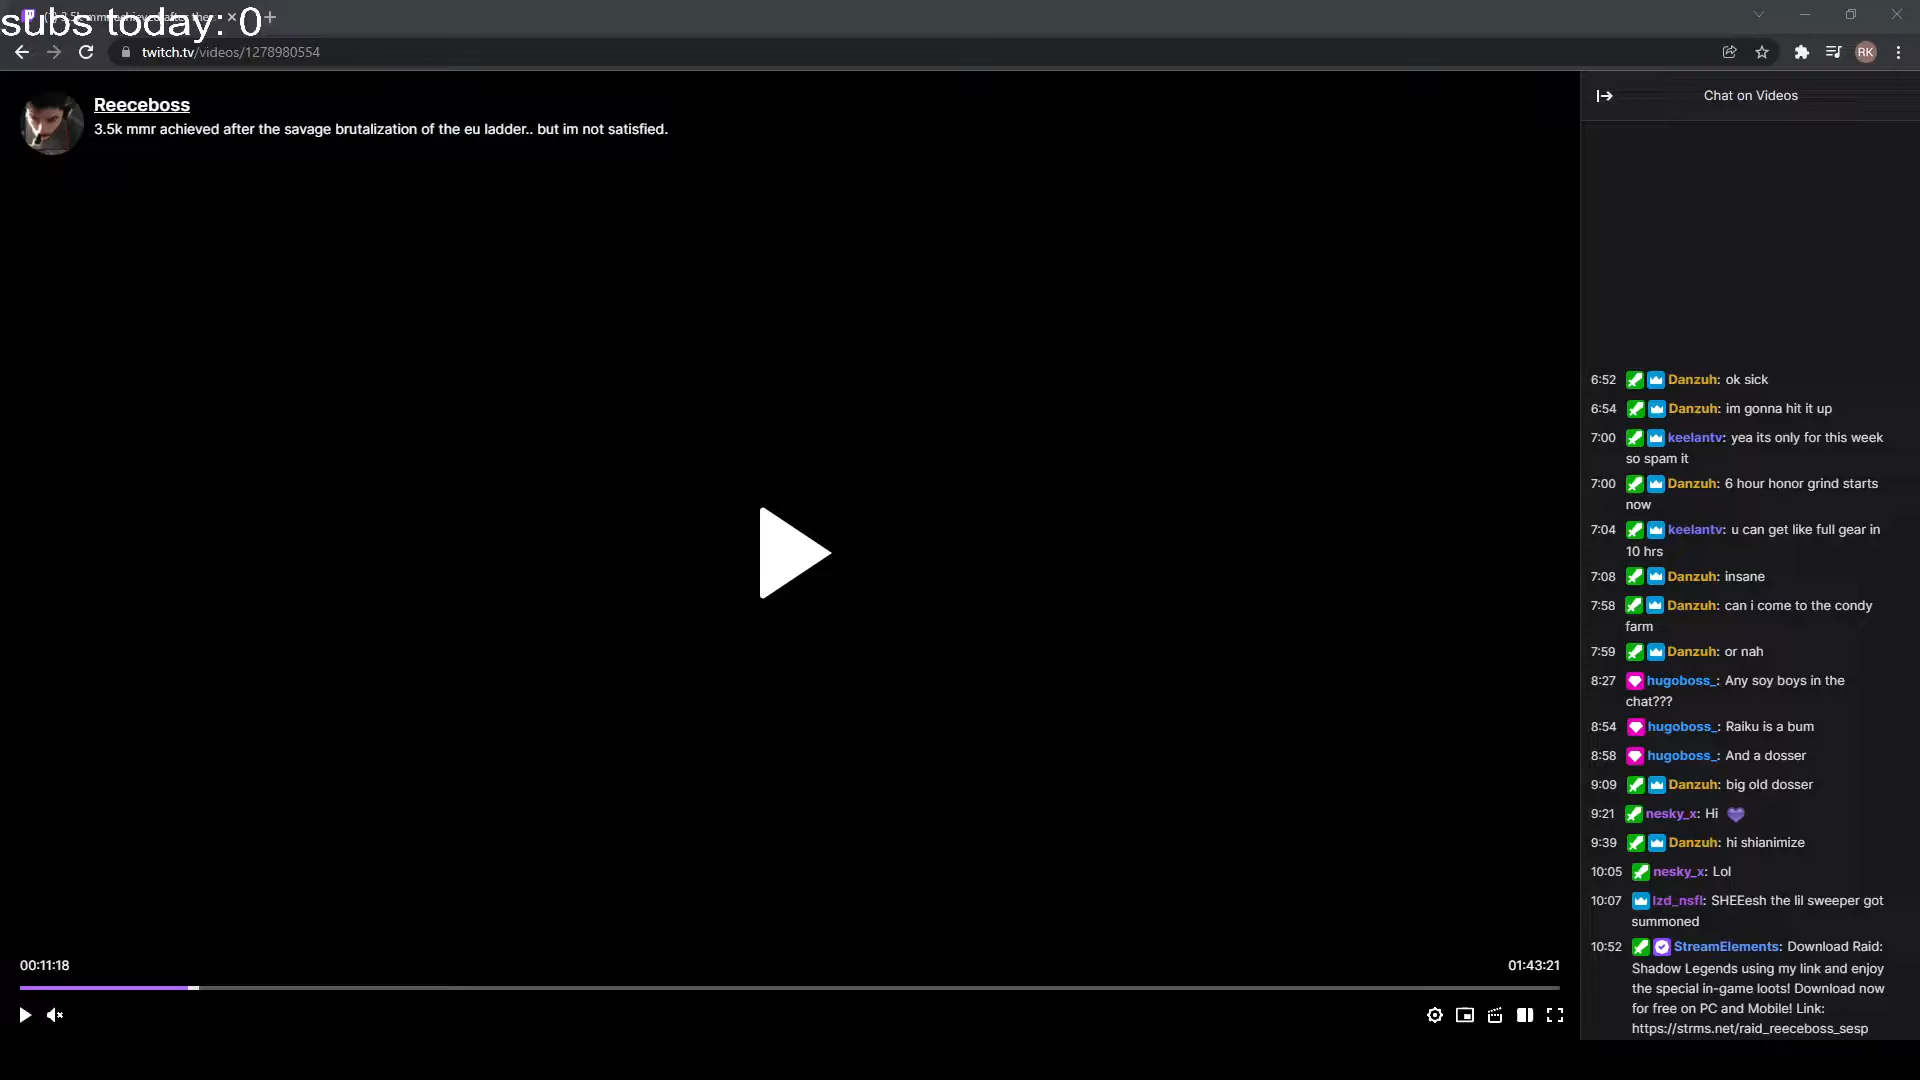 subs today: 0
twitch.tv/videos/1278980554
RK
Reeceboss
3.5k mmr achieved after the savage brutalization of the eu ladder.. but im not satisfied.
Chat on Videos
6:52 Danzuh: ok sick
6:54 Danzuh: im gonna hit it up
7:00 keelantv: yea its only for this week
so spam it
7:00 Danzuh: 6 hour honor grind starts
now
7:04 keelantv: u can get like full gear in
10 hrs
7:08 Danzuh: insane
7:58 Danzuh: can i come to the condy
farm
7:59 Danzuh: or nah
8:27 hugoboss_: Any soy boys in the
chat???
8:54 hugoboss_: Raiku is a bum
8:58 hugoboss_: And a dosser
9:09 Danzuh: big old dosser
9:21 nesky_x: Hi
9:39 Danzuh: hi shianimize
10:05 nesky_x: Lol
10:07 lzd_nsfl: SHEEesh the lil sweeper got
summoned
10:52 StreamElements: Download Raid:
Shadow Legends using my link and enjoy
the special in-game loots! Download now
for free on PC and Mobile! Link:
https://strms.net/raid_reeceboss_sesp
00:11:18
01:43:21